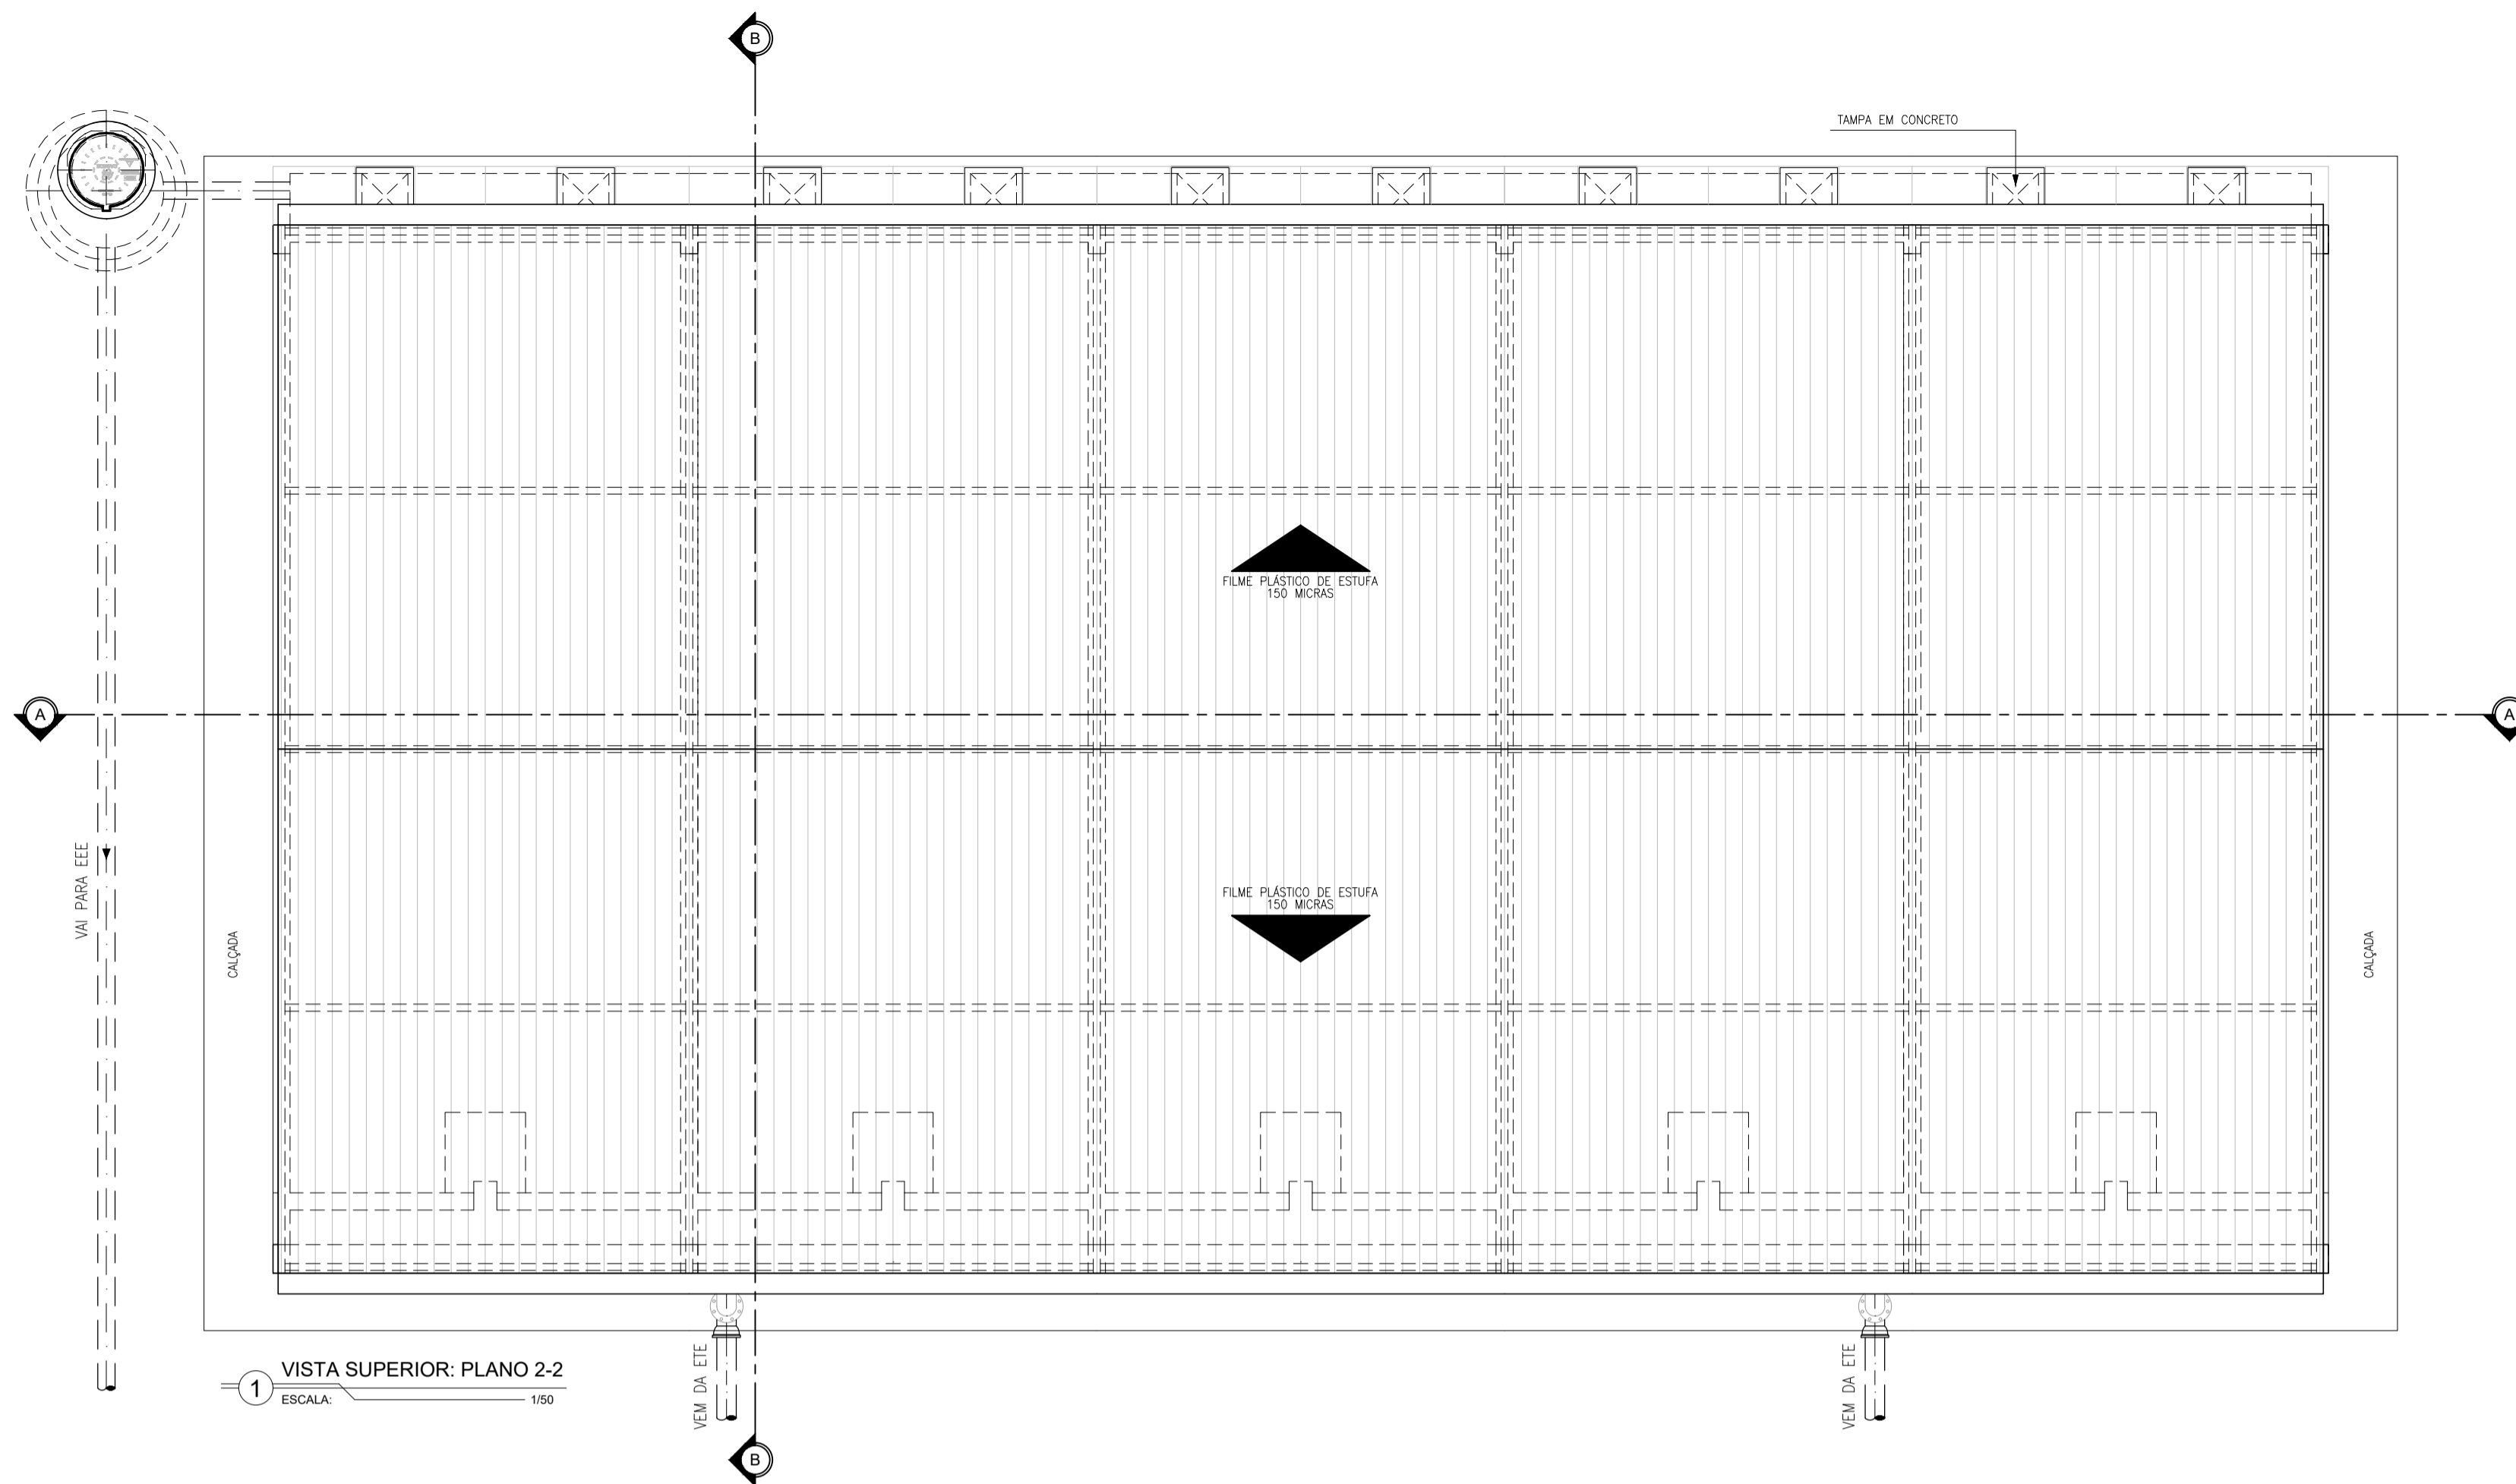 B
TAMPA EM CONCRETO
FILME PLÁSTICO DE ESTUFA
150 MICRAS
A
A
VAI PARA EEE
FILME PLÁSTICO DE ESTUFA
150 MICRAS
CALÇADA
CALÇADA
1
VISTA SUPERIOR: PLANO 2-2
ESCALA: 1/50
VEM DA ETE
VEM DA ETE
B